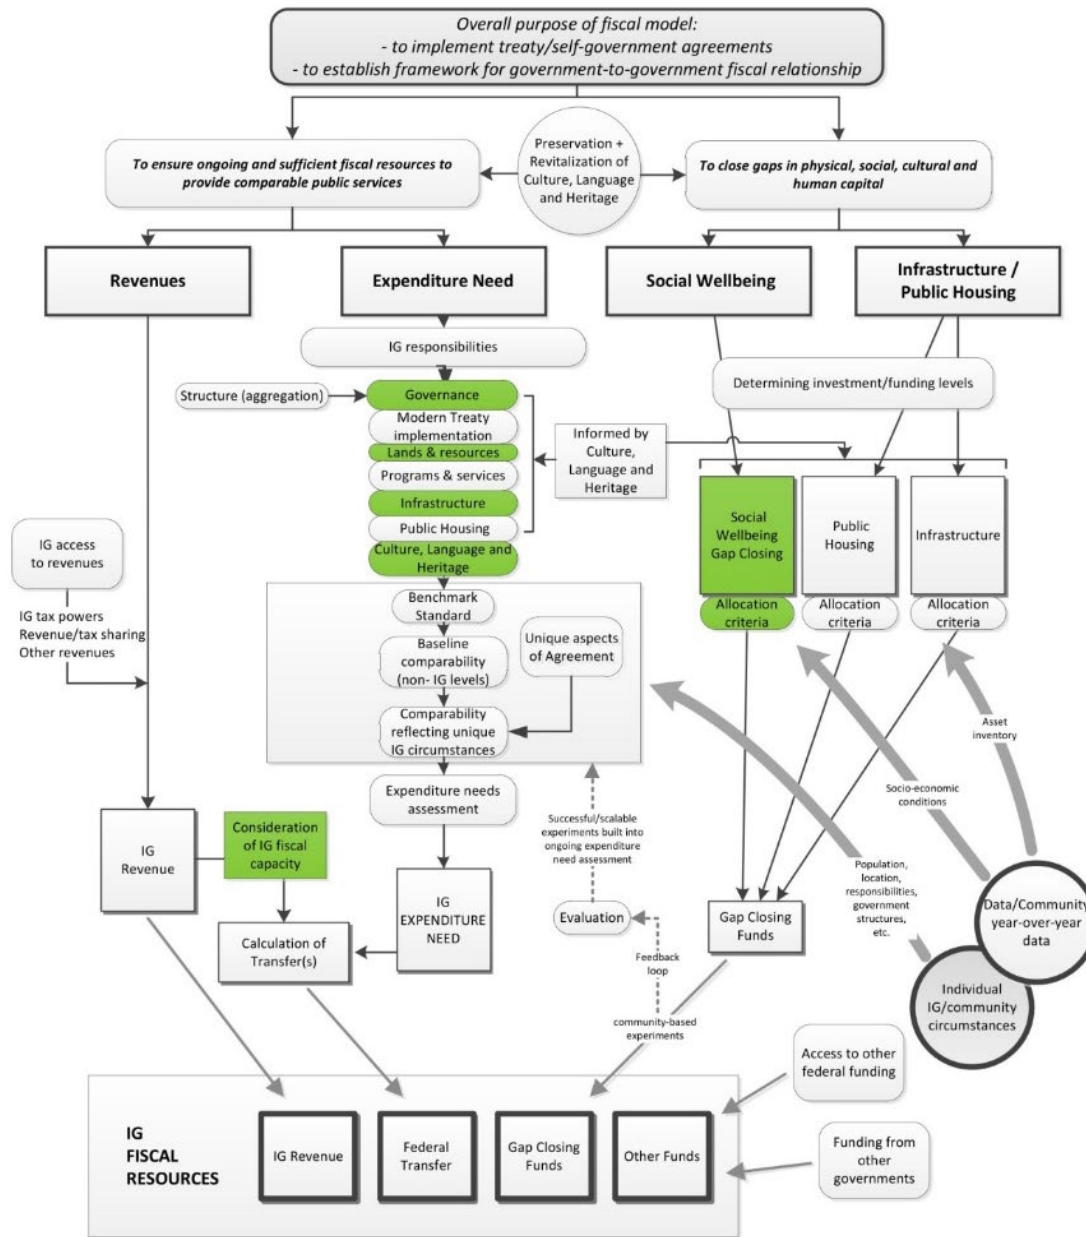 Overall purpose of fiscal model:
- to implement treaty/self-government agreements
- to establish framework for government-to-government fiscal relationship
To ensure ongoing and sufficient fiscal resources to
provide comparable public services
Preservation +
Revitalization of
Culture, Language
and Heritage
To close gaps in physical, social, cultural and
human capital
Revenues
Expenditure Need
Social Wellbeing
Infrastructure /
Public Housing
IG responsibilities
Structure (aggregation)
Governance
Modern Treaty
implementation
Lands & resources
Programs & services
Infrastructure
Public Housing
Culture, Language and
Heritage
Informed by
Culture,
Language and
Heritage
Determining investment/funding levels
Social
Wellbeing
Gap Closing
Allocation
criteria
Public
Housing
Allocation
criteria
Infrastructure
Allocation
criteria
IG access
to revenues
IG tax powers
Revenue/tax sharing
Other revenues
Benchmark
Standard
Baseline
comparability
(non- IG levels)
Comparability
reflecting unique
IG circumstances
Unique aspects
of Agreement
Expenditure needs
assessment
IG
Revenue
Consideration
of IG fiscal
capacity
Calculation of
Transfer(s)
IG
EXPENDITURE
NEED
Successful/scalable
experiments built into
ongoing expenditure
need assessment
Evaluation
Feedback
loop
community-based
experiments
Gap Closing
Funds
Asset
inventory
Socio-economic
conditions
Population,
location,
responsibilities,
government
structures,
etc.
Data/Community
year-over-year
data
Individual
IG/community
circumstances
IG
FISCAL
RESOURCES
IG Revenue
Federal
Transfer
Gap Closing
Funds
Other Funds
Access to other
federal funding
Funding from
other
governments